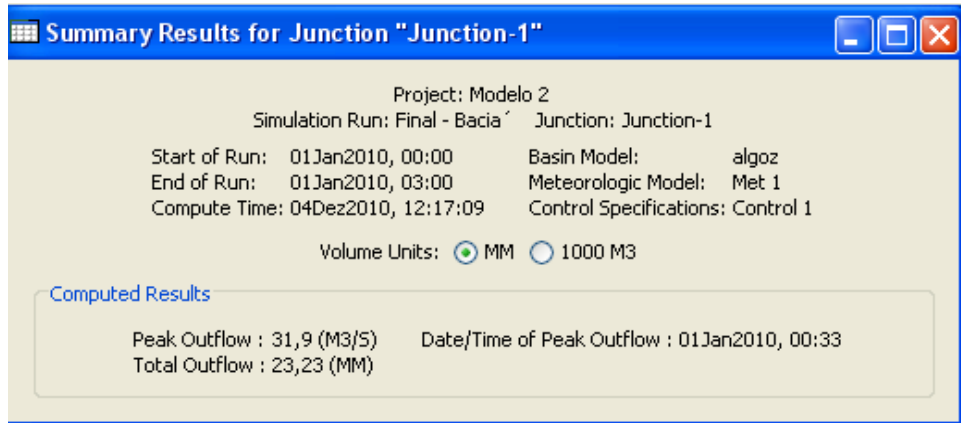 Summary Results for Junction "Junction-1"
Project: Modelo 2
Simulation Run: Final - Bacia´ Junction: Junction-1
Start of Run: 01Jan2010, 00:00 Basin Model: algoz
End of Run: 01Jan2010, 03:00 Meteorologic Model: Met 1
Compute Time: 04Dez2010, 12:17:09 Control Specifications: Control 1
Volume Units: MM 1000 M3
Computed Results
Peak Outflow : 31,9 (M3/S) Date/Time of Peak Outflow : 01Jan2010, 00:33
Total Outflow : 23,23 (MM)